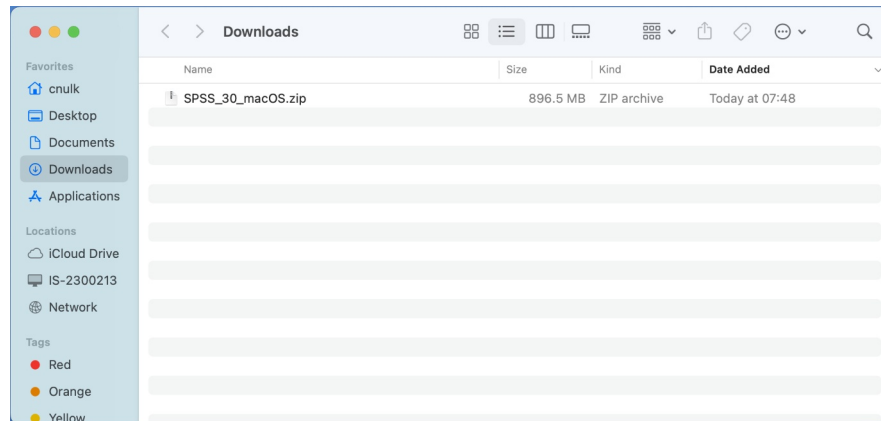 Downloads
Favorites
cnulk
Desktop
Documents
Downloads
Applications
Locations
iCloud Drive
IS-2300213
Network
Tags
Red
Orange
Yellow
Name Size Kind Date Added
SPSS_30_macOS.zip 896.5 MB ZIP archive Today at 07:48